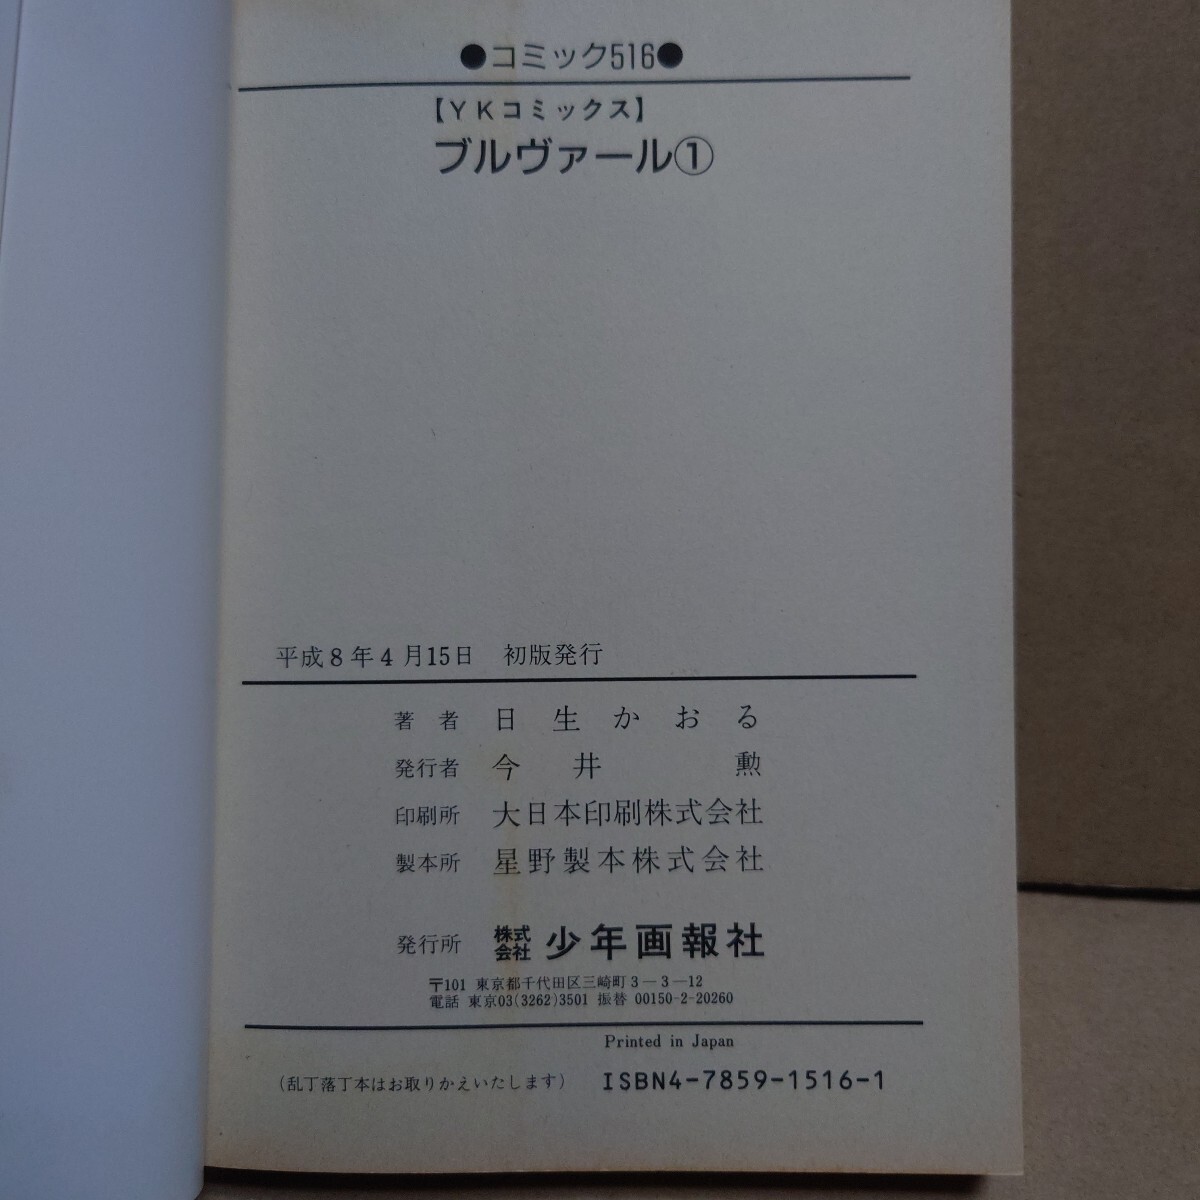 ●コミック516●
【YKコミックス】
ブルヴァール①
平成8年4月15日 初版発行
著者 日生かおる
発行者 今井 勲
印刷所 大日本印刷株式会社
製本所 星野製本株式会社
発行所 株式会社 少年画報社
〒101 東京都千代田区三崎町3－3－12
電話 東京03(3262)3501 振替 00150-2-20260
Printed in Japan
(乱丁落丁本はお取りかえいたします) ISBN4-7859-1516-1